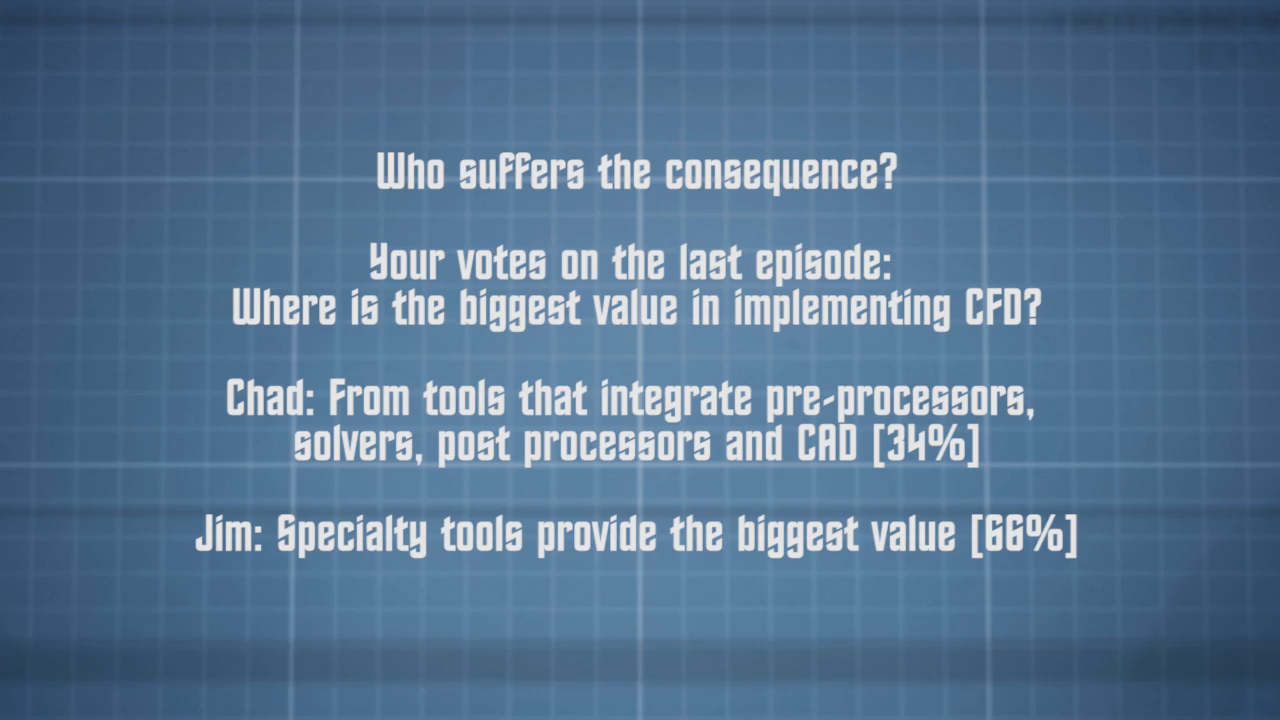 Who suffers the consequence?
Your votes on the last episode:
Where is the biggest value in implementing CFD?
Chad: From tools that integrate pre-processors,
solvers, post processors and CAD [34%]
Jim: Specialty tools provide the biggest value [66%]